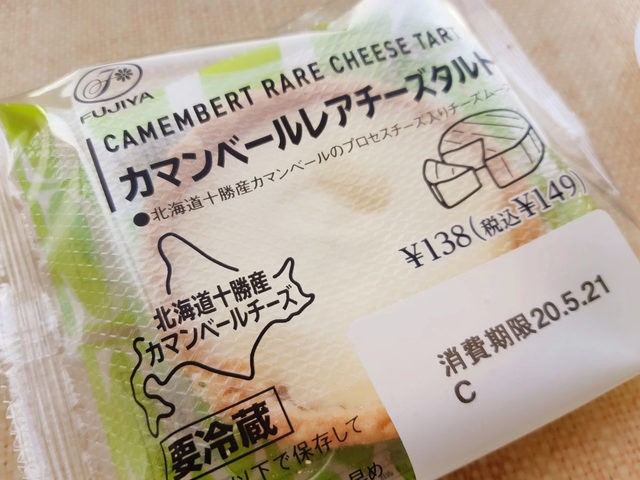 FUJIYA
CAMEMBERT RARE CHEESE TART
カマンベールレアチーズタルト
●北海道十勝産カマンベールのプロセスチーズ入りチーズムー
¥138(税込¥149)
北海道十勝産
カマンベールチーズ
消費期限20.5.21
C
要冷蔵
以下で保存して
早め